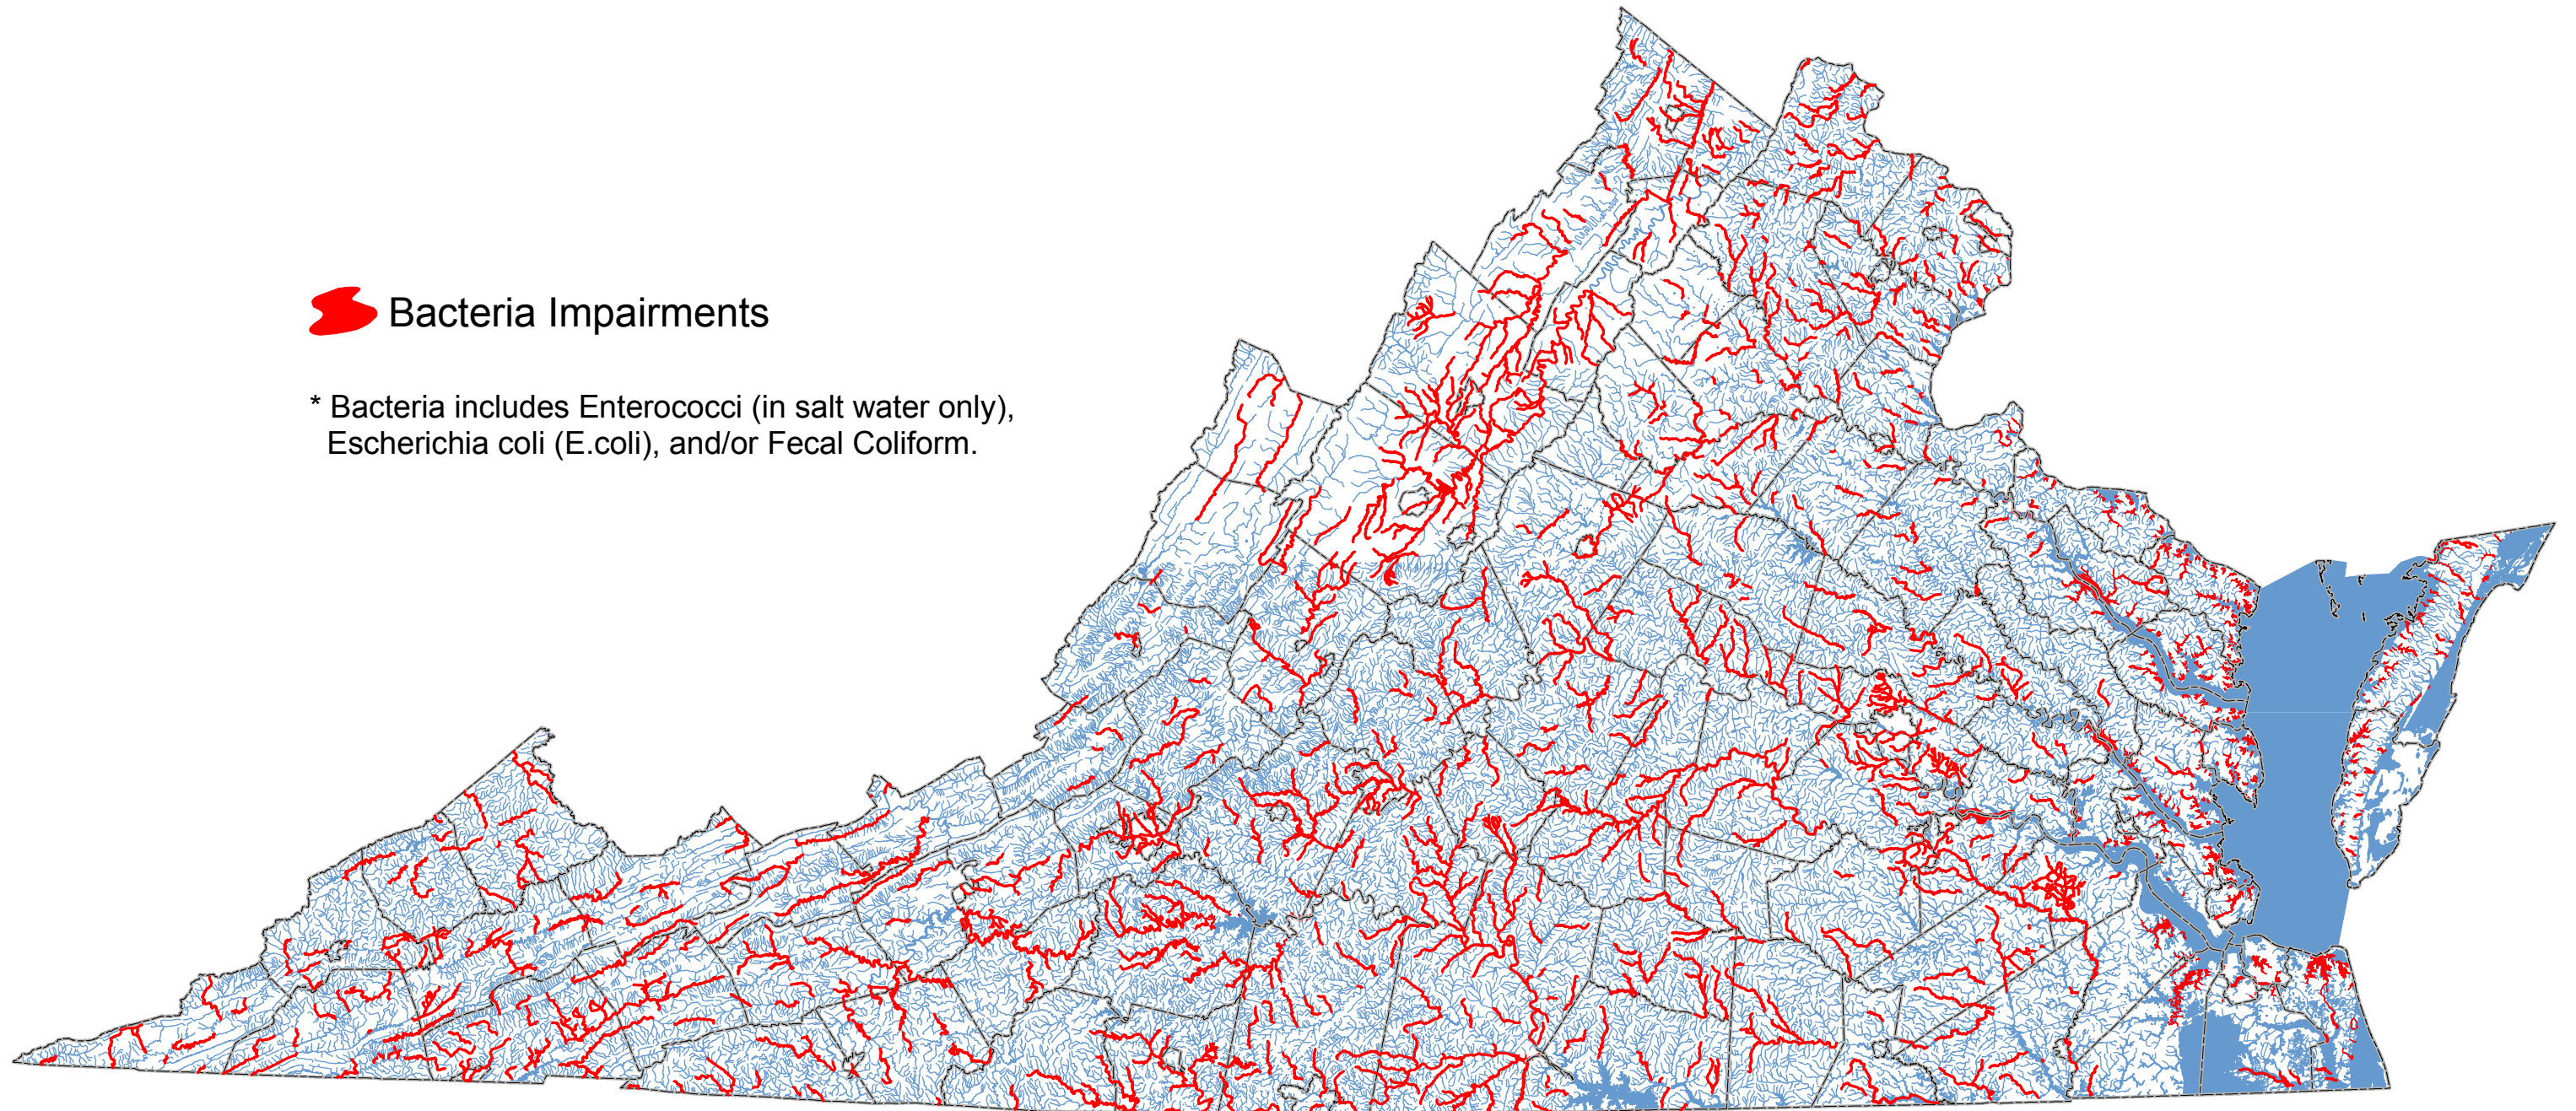 Bacteria Impairments
* Bacteria includes Enterococci (in salt water only),
Escherichia coli (E.coli), and/or Fecal Coliform.